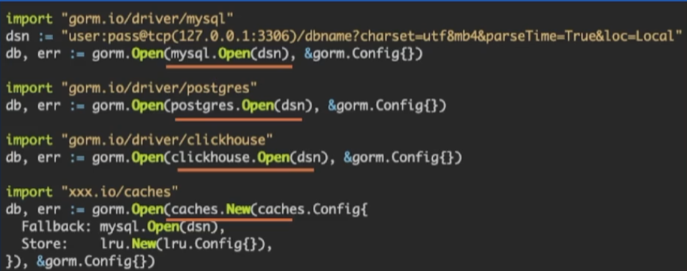 import "gorm.io/driver/mysql"
dsn := "user:pass@tcp(127.0.0.1:3306)/dbname?charset=utf8mb4&parseTime=True&loc=Local"
db, err := gorm.Open(mysql.Open(dsn), &gorm.Config{})
import "gorm.io/driver/postgres"
db, err := gorm.Open(postgres.Open(dsn), &gorm.Config{})
import "gorm.io/driver/clickhouse"
db, err := gorm.Open(clickhouse.Open(dsn), &gorm.Config{})
import "xxx.io/caches"
db, err := gorm.Open(caches.New(caches.Config{
  Fallback: mysql.Open(dsn),
  Store:    lru.New(lru.Config{}),
}), &gorm.Config{})